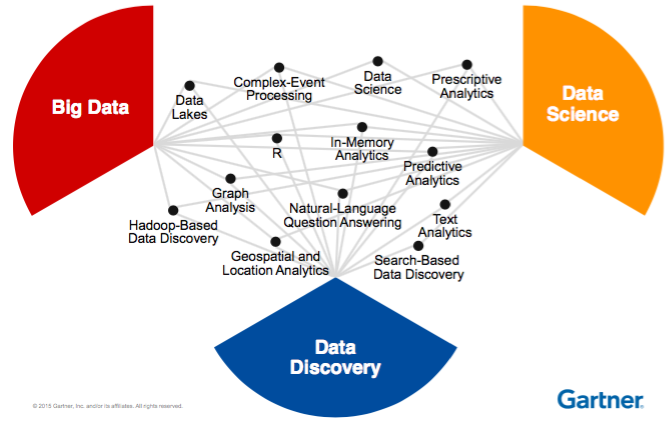 Big Data
Data
Science
Data
Lakes
Complex-Event
Processing
Data
Science
Prescriptive
Analytics
R
In-Memory
Analytics
Predictive
Analytics
Graph
Analysis
Natural-Language
Question Answering
Text
Analytics
Hadoop-Based
Data Discovery
Geospatial and
Location Analytics
Search-Based
Data Discovery
Data
Discovery
© 2015 Gartner, Inc. and/or its affiliates. All rights reserved.
Gartner.